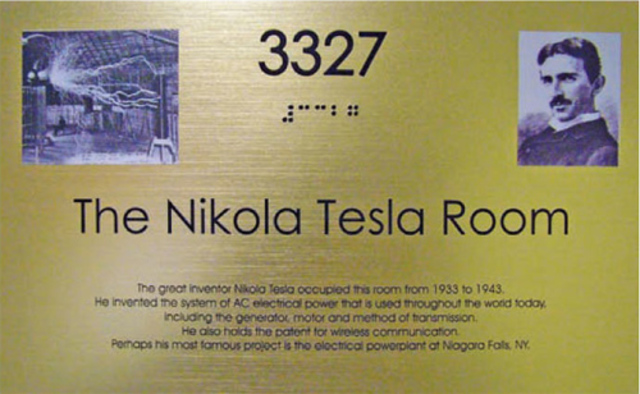 3327
⠼⠉⠉⠃⠛
The Nikola Tesla Room
The great inventor Nikola Tesla occupied this room from 1933 to 1943.
He invented the system of AC electrical power that is used throughout the world today,
including the generator, motor and method of transmission.
He also holds the patent for wireless communication.
Perhaps his most famous project is the electrical powerplant at Niagara Falls, NY.